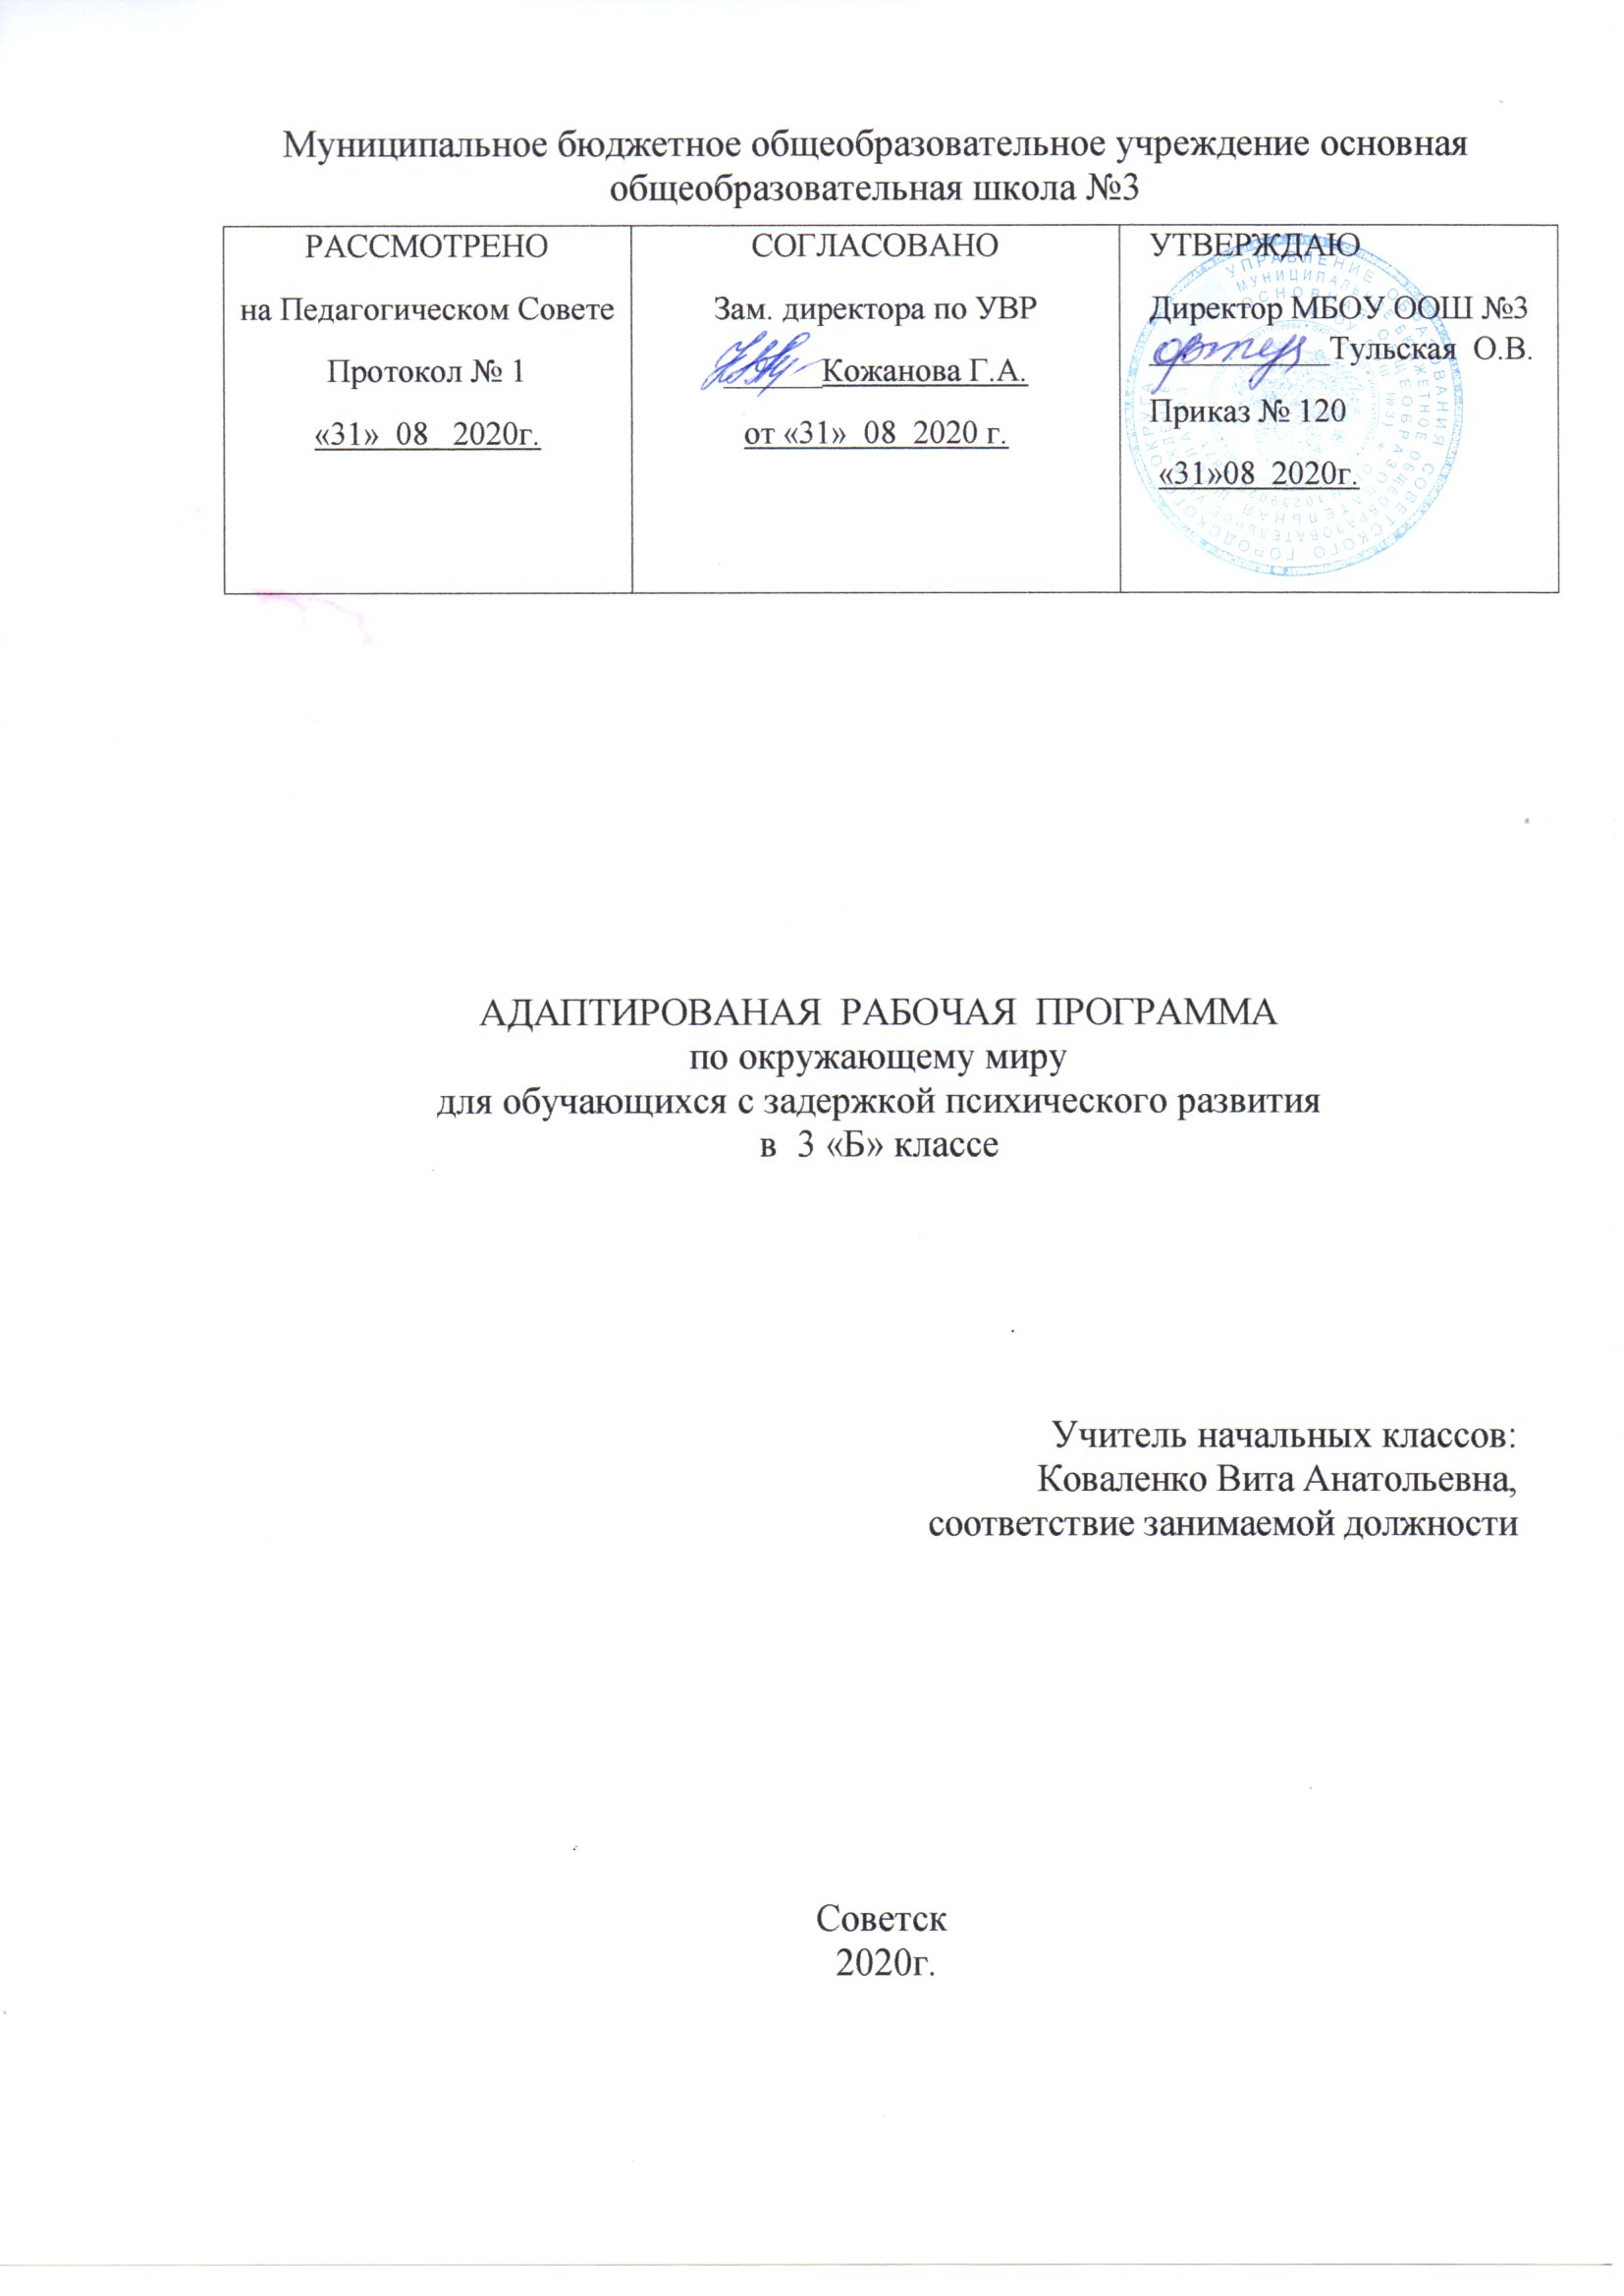 Муниципальное бюджетное общеобразовательное учреждение основная
общеобразовательная школа №3
РАССМОТРЕНО
на Педагогическом Совете
Протокол № 1
«31» 08 2020г.
СОГЛАСОВАНО
Зам. директора по УВР
Кожанова Г.А.
от «31» 08 2020 г.
УТВЕРЖДАЮ
Директор МБОУ ООШ №3
Тульская О.В.
Приказ № 120
«31»08 2020г.
АДАПТИРОВАНАЯ РАБОЧАЯ ПРОГРАММА
по окружающему миру
для обучающихся с задержкой психического развития
в 3 «Б» классе
Учитель начальных классов:
Коваленко Вита Анатольевна,
соответствие занимаемой должности
Советск
2020г.